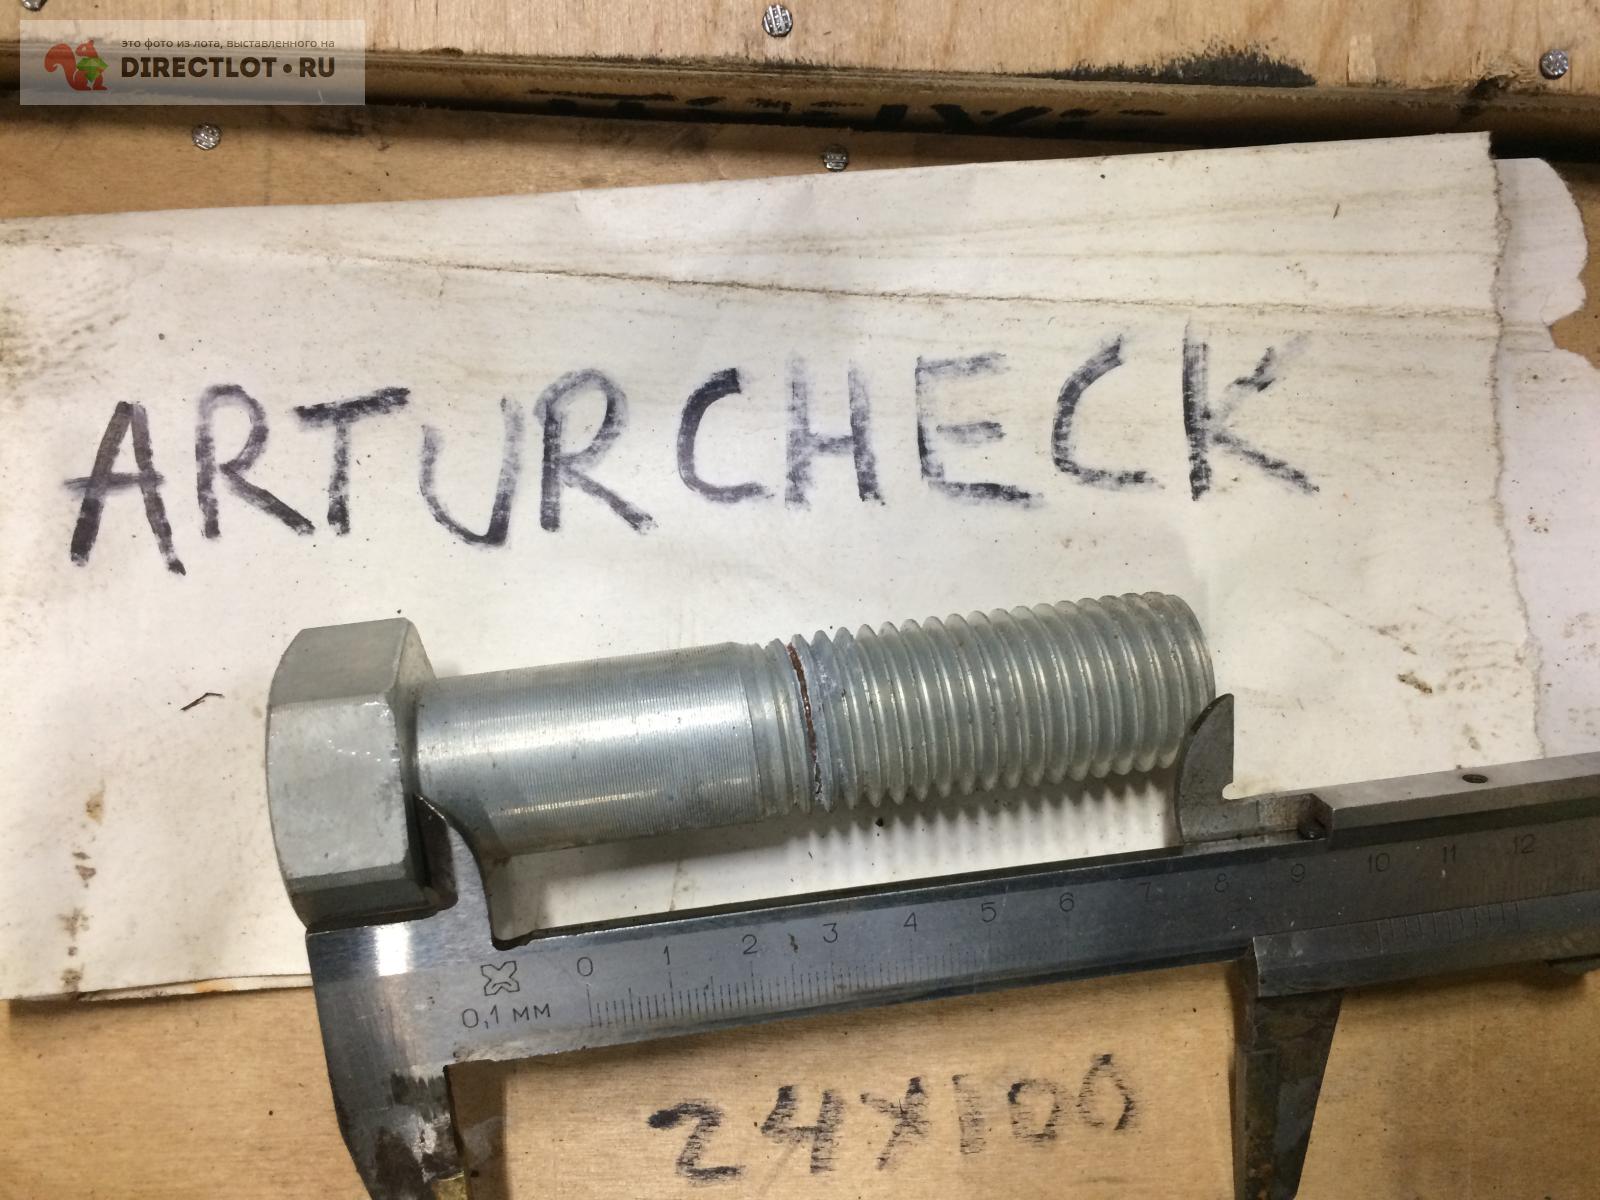 это фото из лота, выставленного на
DIRECTLOT•RU
ARTURCHECK
0 1 2 3 4 5 6 7 8 9 10 11 12
0,1 мм
24X100